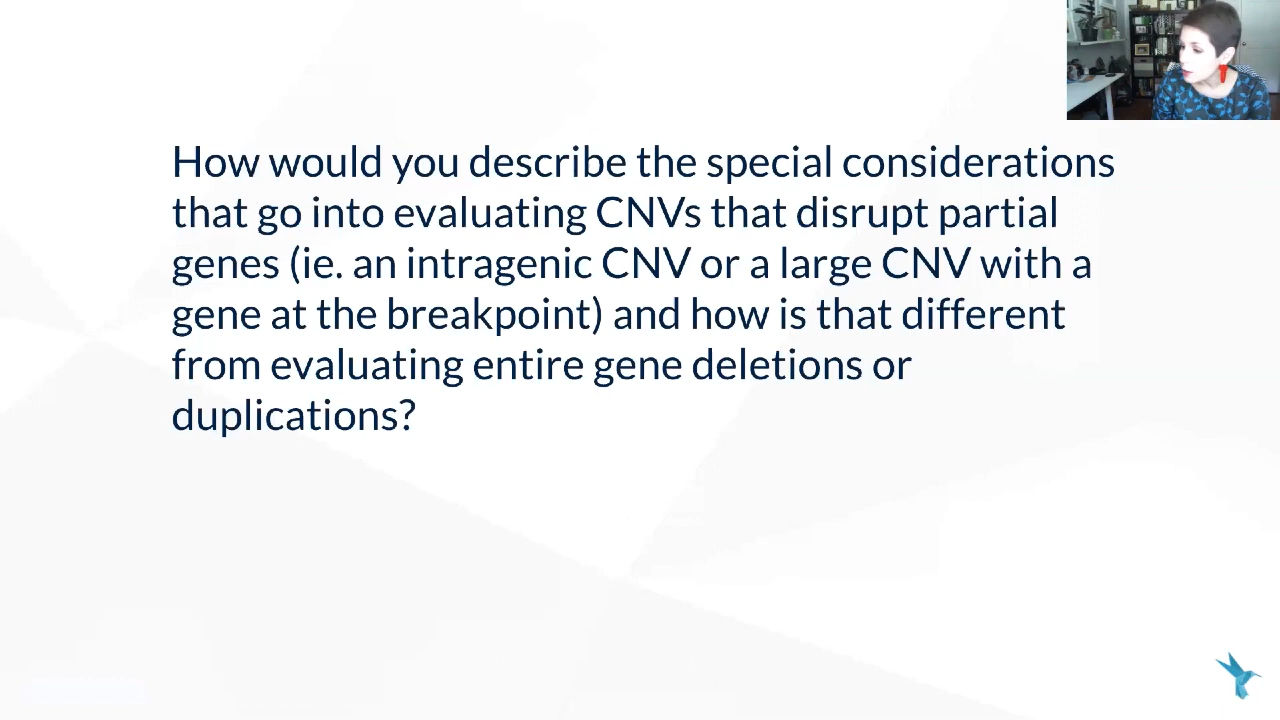 How would you describe the special considerations
that go into evaluating CNVs that disrupt partial
genes (ie. an intragenic CNV or a large CNV with a
gene at the breakpoint) and how is that different
from evaluating entire gene deletions or
duplications?